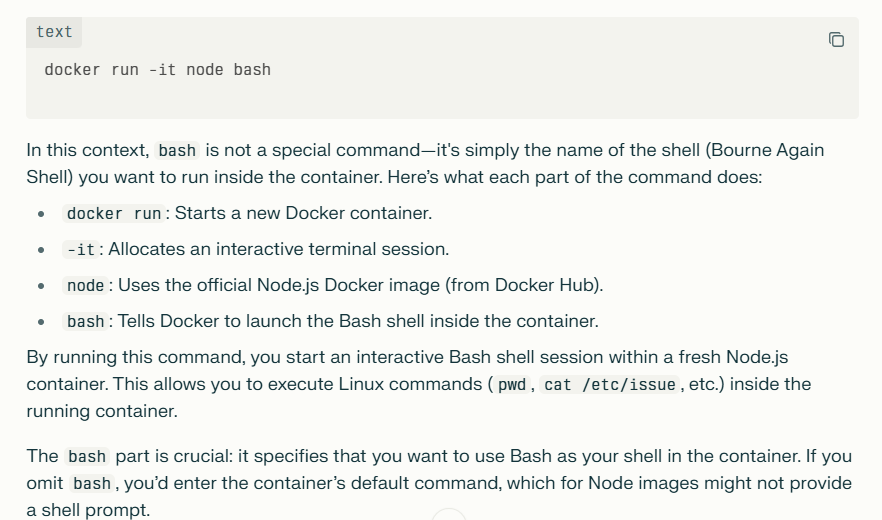 text
docker run -it node bash
In this context, bash is not a special command—it's simply the name of the shell (Bourne Again
Shell) you want to run inside the container. Here’s what each part of the command does:
docker run: Starts a new Docker container.
-it: Allocates an interactive terminal session.
node: Uses the official Node.js Docker image (from Docker Hub).
bash: Tells Docker to launch the Bash shell inside the container.
By running this command, you start an interactive Bash shell session within a fresh Node.js
container. This allows you to execute Linux commands (pwd, cat /etc/issue, etc.) inside the
running container.
The bash part is crucial: it specifies that you want to use Bash as your shell in the container. If you
omit bash, you’d enter the container’s default command, which for Node images might not provide
a shell prompt.